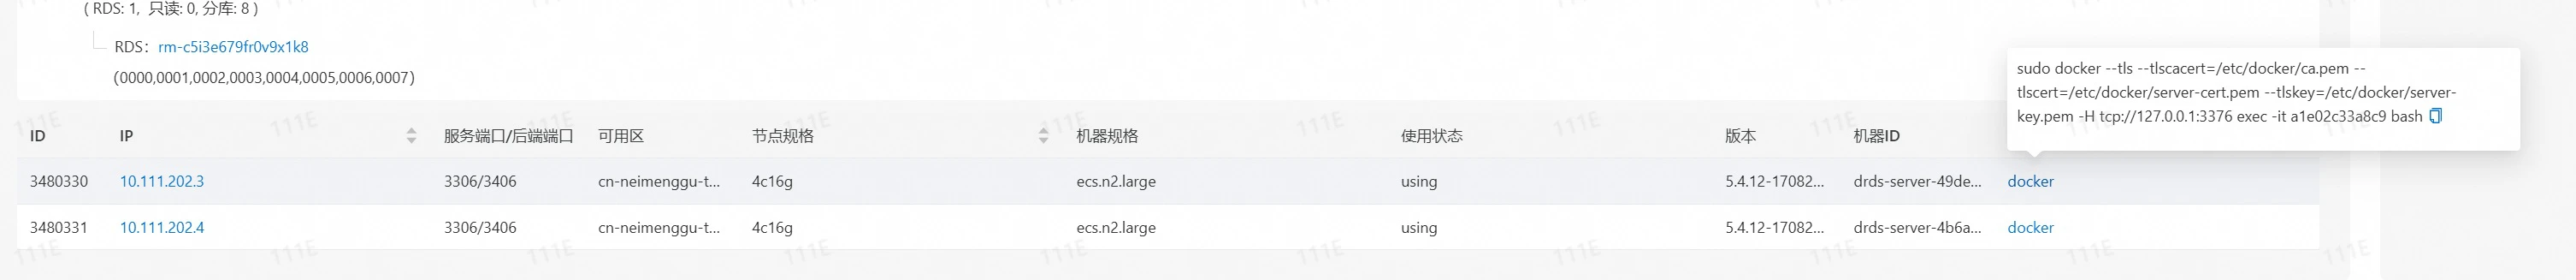 ( RDS: 1, 只读: 0, 分库: 8 )
RDS: rm-c5i3e679fr0v9x1k8
(0000,0001,0002,0003,0004,0005,0006,0007)
sudo docker --tls --tlscacert=/etc/docker/ca.pem --
tlscert=/etc/docker/server-cert.pem --tlskey=/etc/docker/server-
key.pem -H tcp://127.0.0.1:3376 exec -it a1e02c33a8c9 bash
ID IP 服务端口/后端端口 可用区 节点规格 机器规格 使用状态 版本 机器ID
3480330 10.111.202.3 3306/3406 cn-neimenggu-t... 4c16g ecs.n2.large using 5.4.12-17082... drds-server-49de... docker
3480331 10.111.202.4 3306/3406 cn-neimenggu-t... 4c16g ecs.n2.large using 5.4.12-17082... drds-server-4b6a... docker